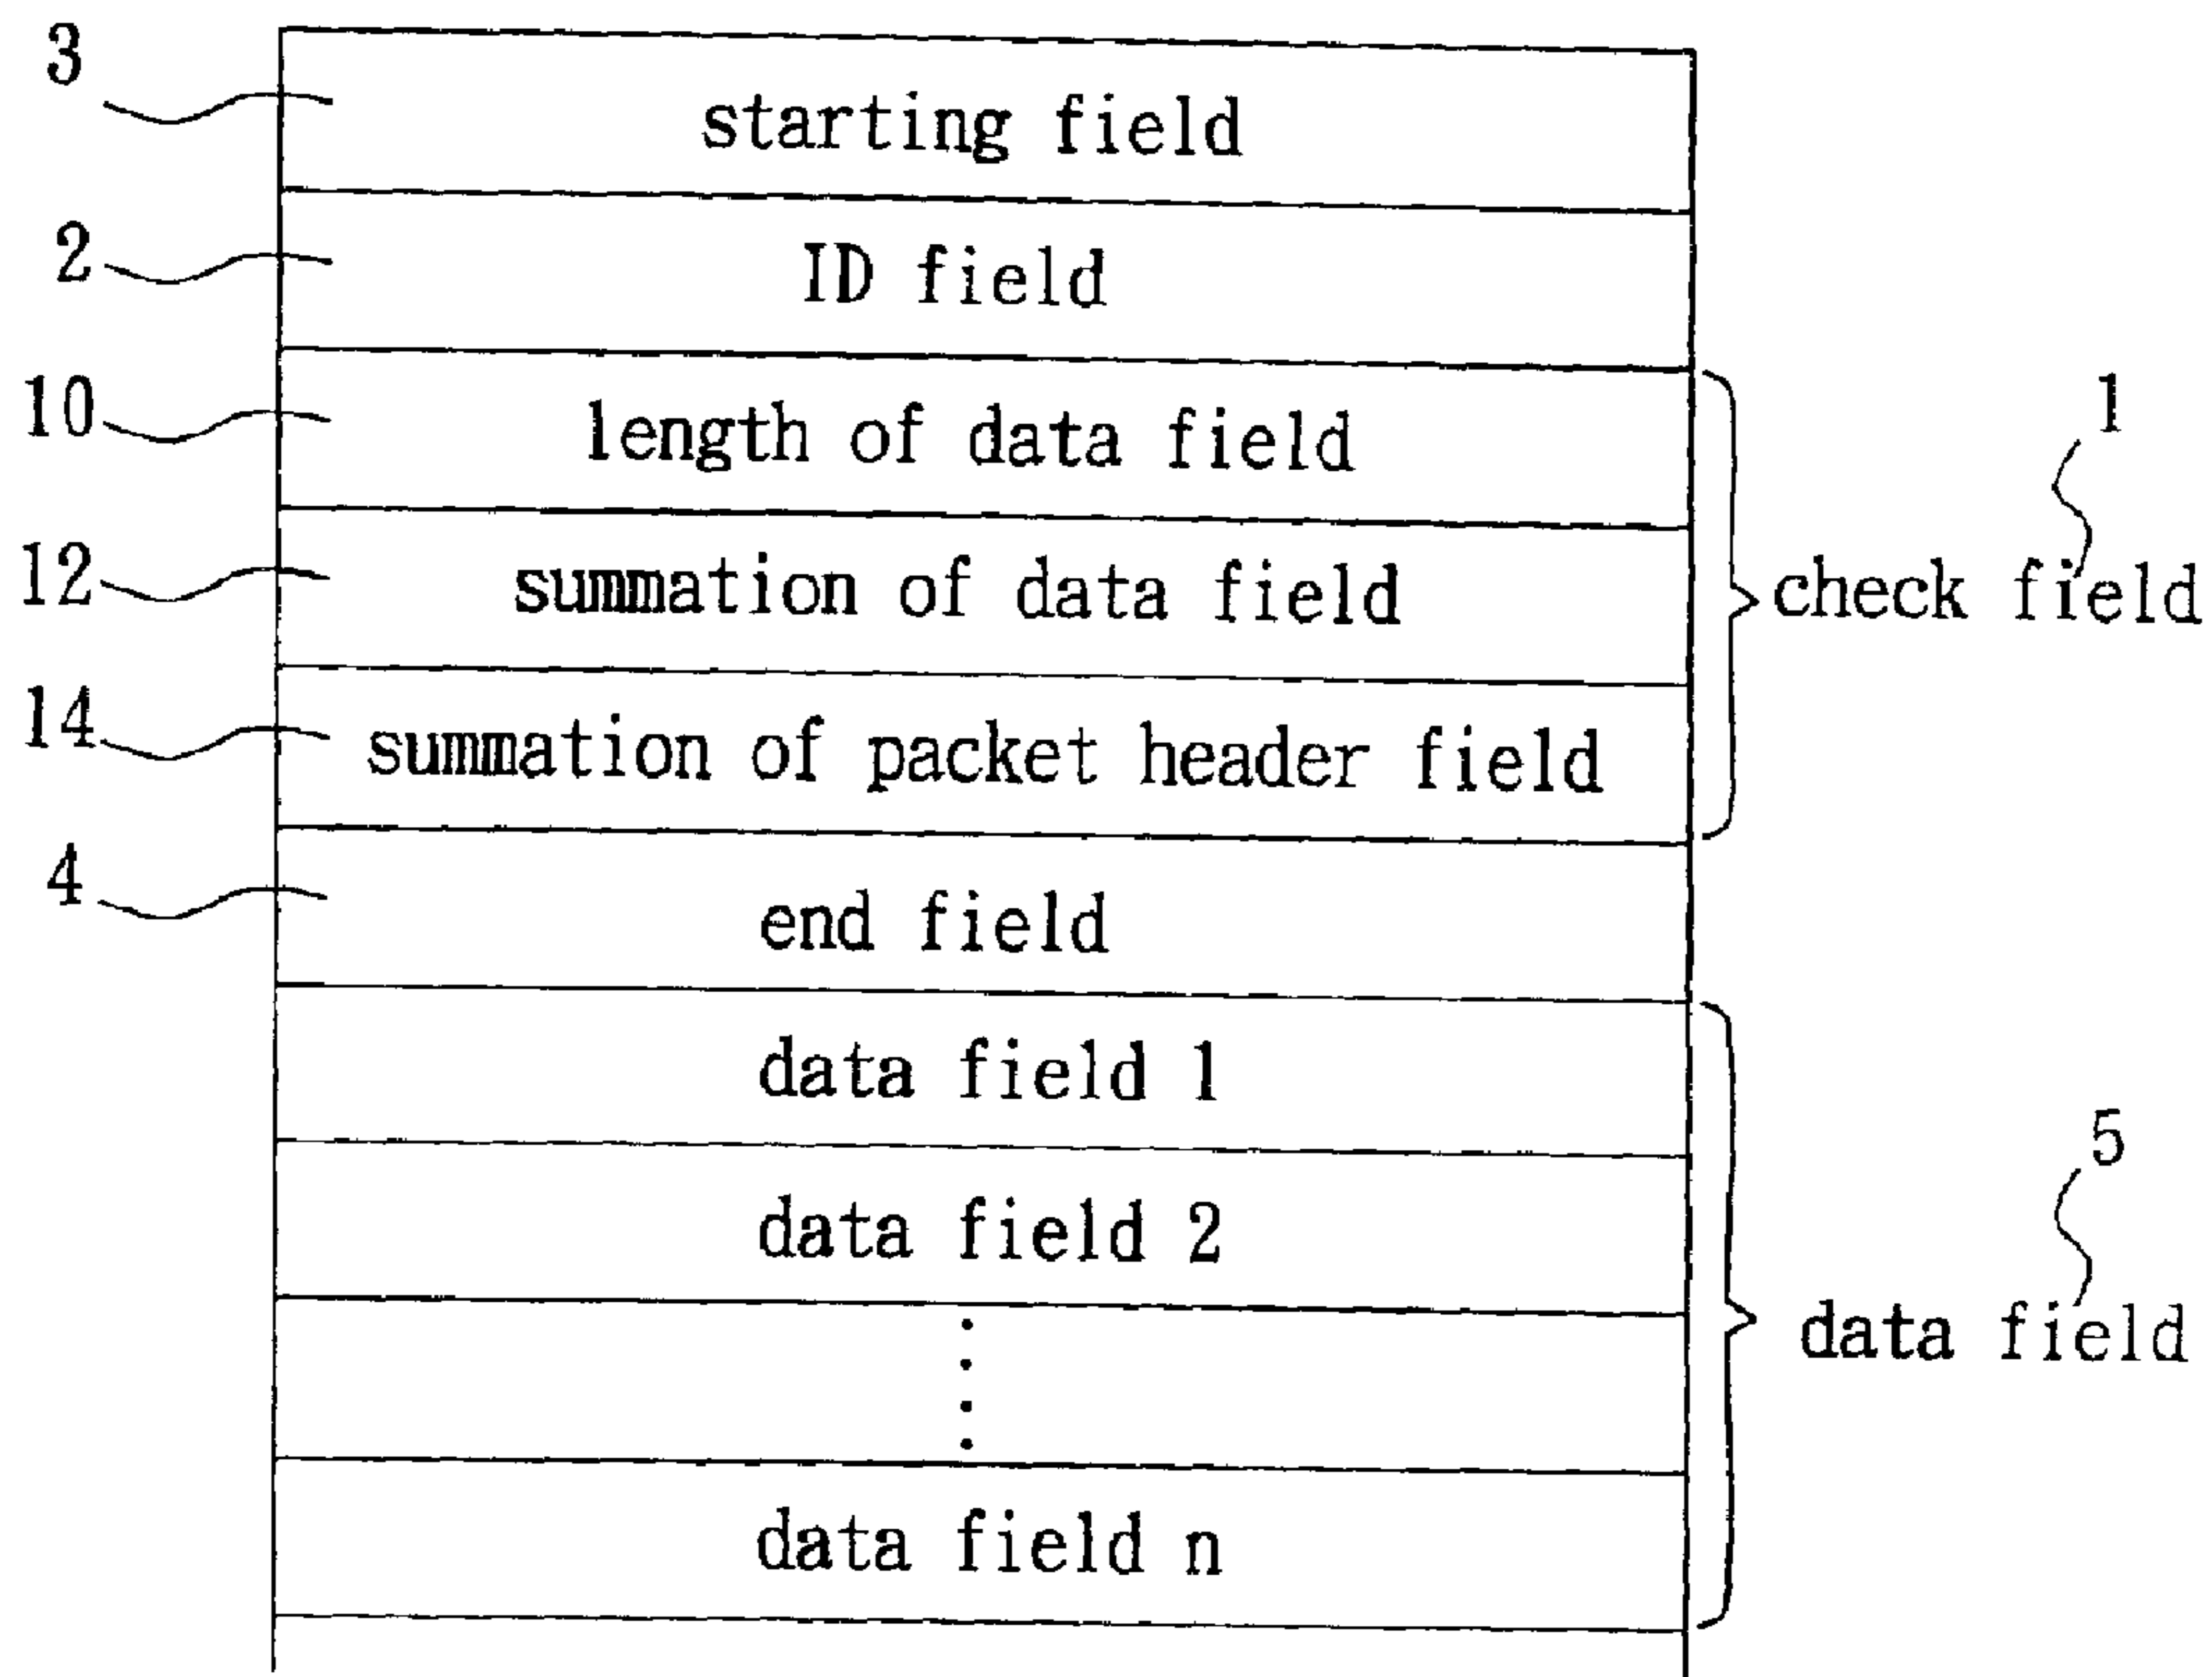 3
starting field
2
ID field
10
length of data field
1
12
summation of data field
check field
14
summation of packet header field
4
end field
data field 1
data field 2
5
data field
data field n